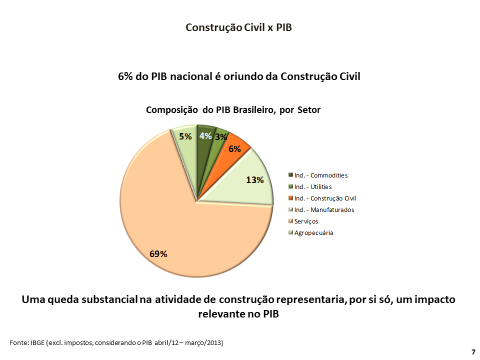 Construção Civil x PIB
6% do PIB nacional é oriundo da Construção Civil
Composição do PIB Brasileiro, por Setor
5%
4%
3%
6%
13%
69%
Ind. - Commodities
Ind. - Utilities
Ind. - Construção Civil
Ind. - Manufaturados
Serviços
Agropecuária
Uma queda substancial na atividade de construção representaria, por si só, um impacto
relevante no PIB
Fonte: IBGE (excl. impostos, considerando o PIB abril/12 – março/2013)
7